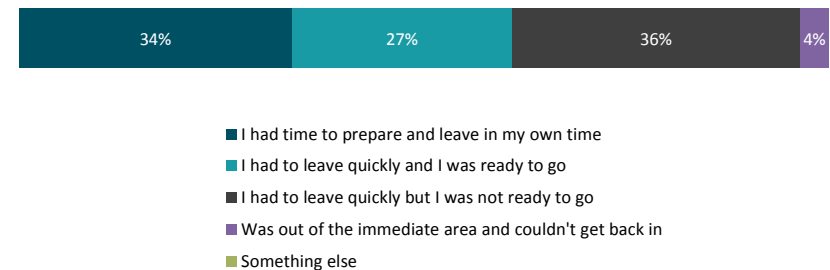 34% 27% 36% 4%
I had time to prepare and leave in my own time
I had to leave quickly and I was ready to go
I had to leave quickly but I was not ready to go
Was out of the immediate area and couldn't get back in
Something else